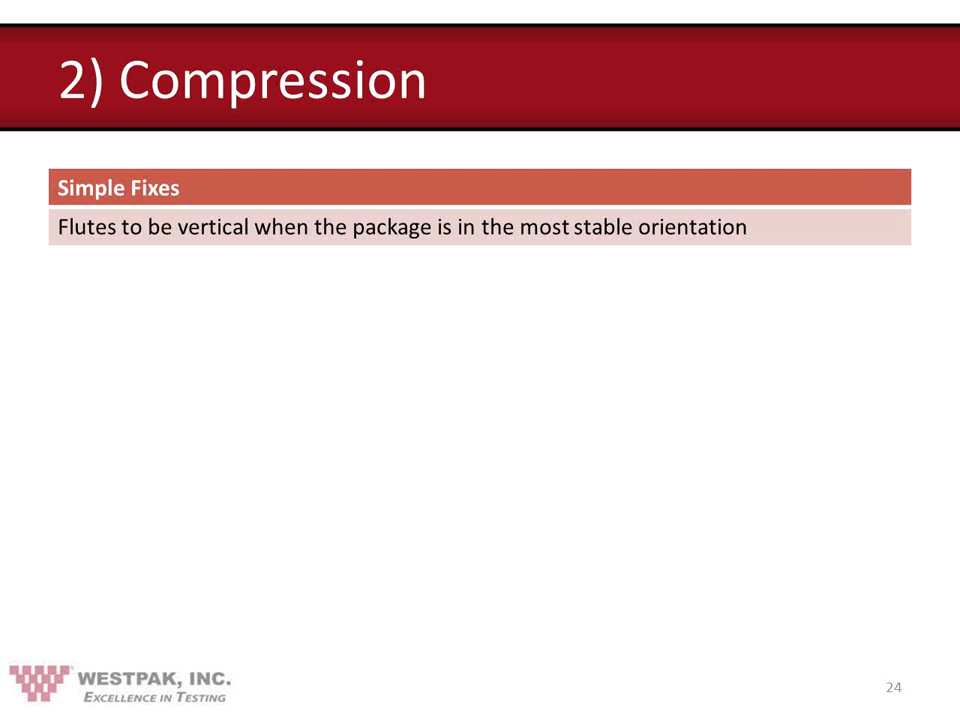 2) Compression
Simple Fixes
Flutes to be vertical when the package is in the most stable orientation
WESTPAK, INC.
EXCELLENCE IN TESTING
24